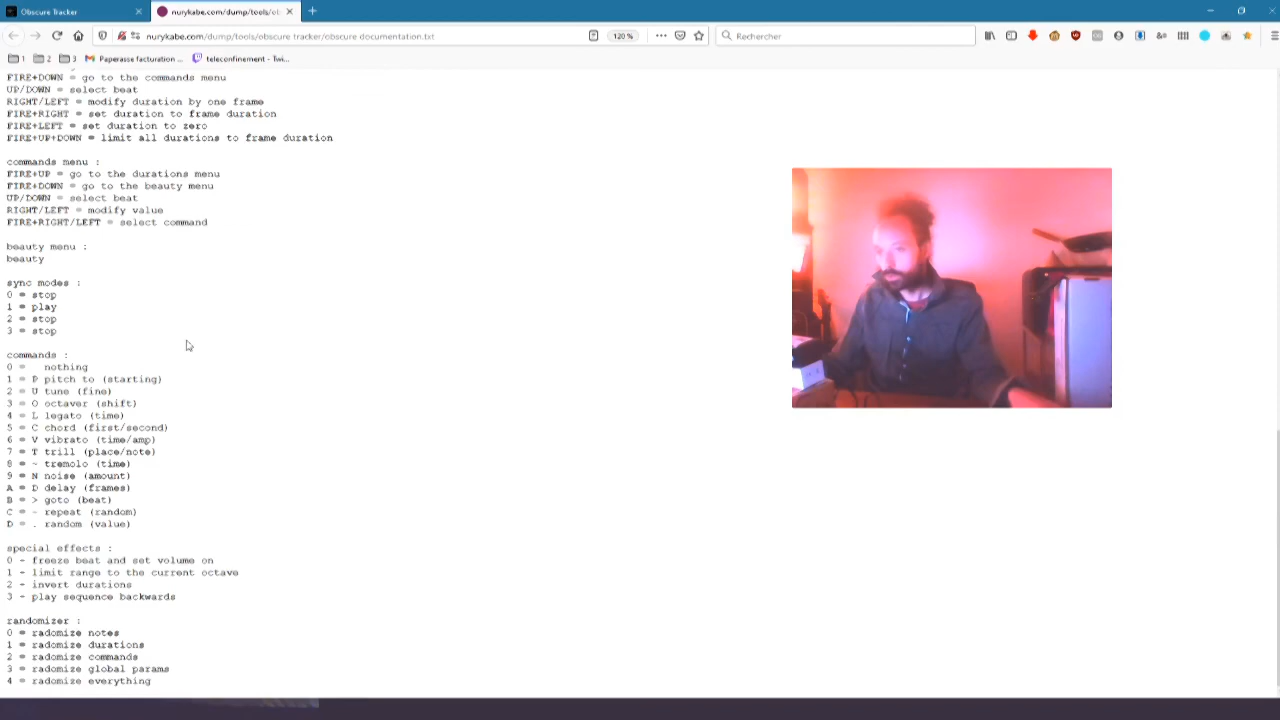 Obscure Tracker
nurykabe.com/dump/tools/ob
nurykabe.com/dump/tools/obscure tracker/obscure documentation.txt
120 %
Rechercher
1
2
3
Paperasse facturation ...
teleconfinement - Twi...
FIRE+DOWN = go to the commands menu
UP/DOWN = select beat
RIGHT/LEFT = modify duration by one frame
FIRE+RIGHT = set duration to frame duration
FIRE+LEFT = set duration to zero
FIRE+UP+DOWN = limit all durations to frame duration
commands menu :
FIRE+UP = go to the durations menu
FIRE+DOWN = go to the beauty menu
UP/DOWN = select beat
RIGHT/LEFT = modify value
FIRE+RIGHT/LEFT = select command
beauty menu :
beauty
sync modes :
0 = stop
1 = play
2 = stop
3 = stop
commands :
0 = nothing
1 = P pitch to (starting)
2 = U tune (fine)
3 = O octaver (shift)
4 = L legato (time)
5 = C chord (first/second)
6 = V vibrato (time/amp)
7 = T trill (place/note)
8 = ~ tremolo (time)
9 = N noise (amount)
A = D delay (frames)
B = > goto (beat)
C = - repeat (random)
D = . random (value)
special effects :
0 - freeze beat and set volume on
1 - limit range to the current octave
2 - invert durations
3 - play sequence backwards
randomizer :
0 = radomize notes
1 = radomize durations
2 = radomize commands
3 = radomize global params
4 = radomize everything